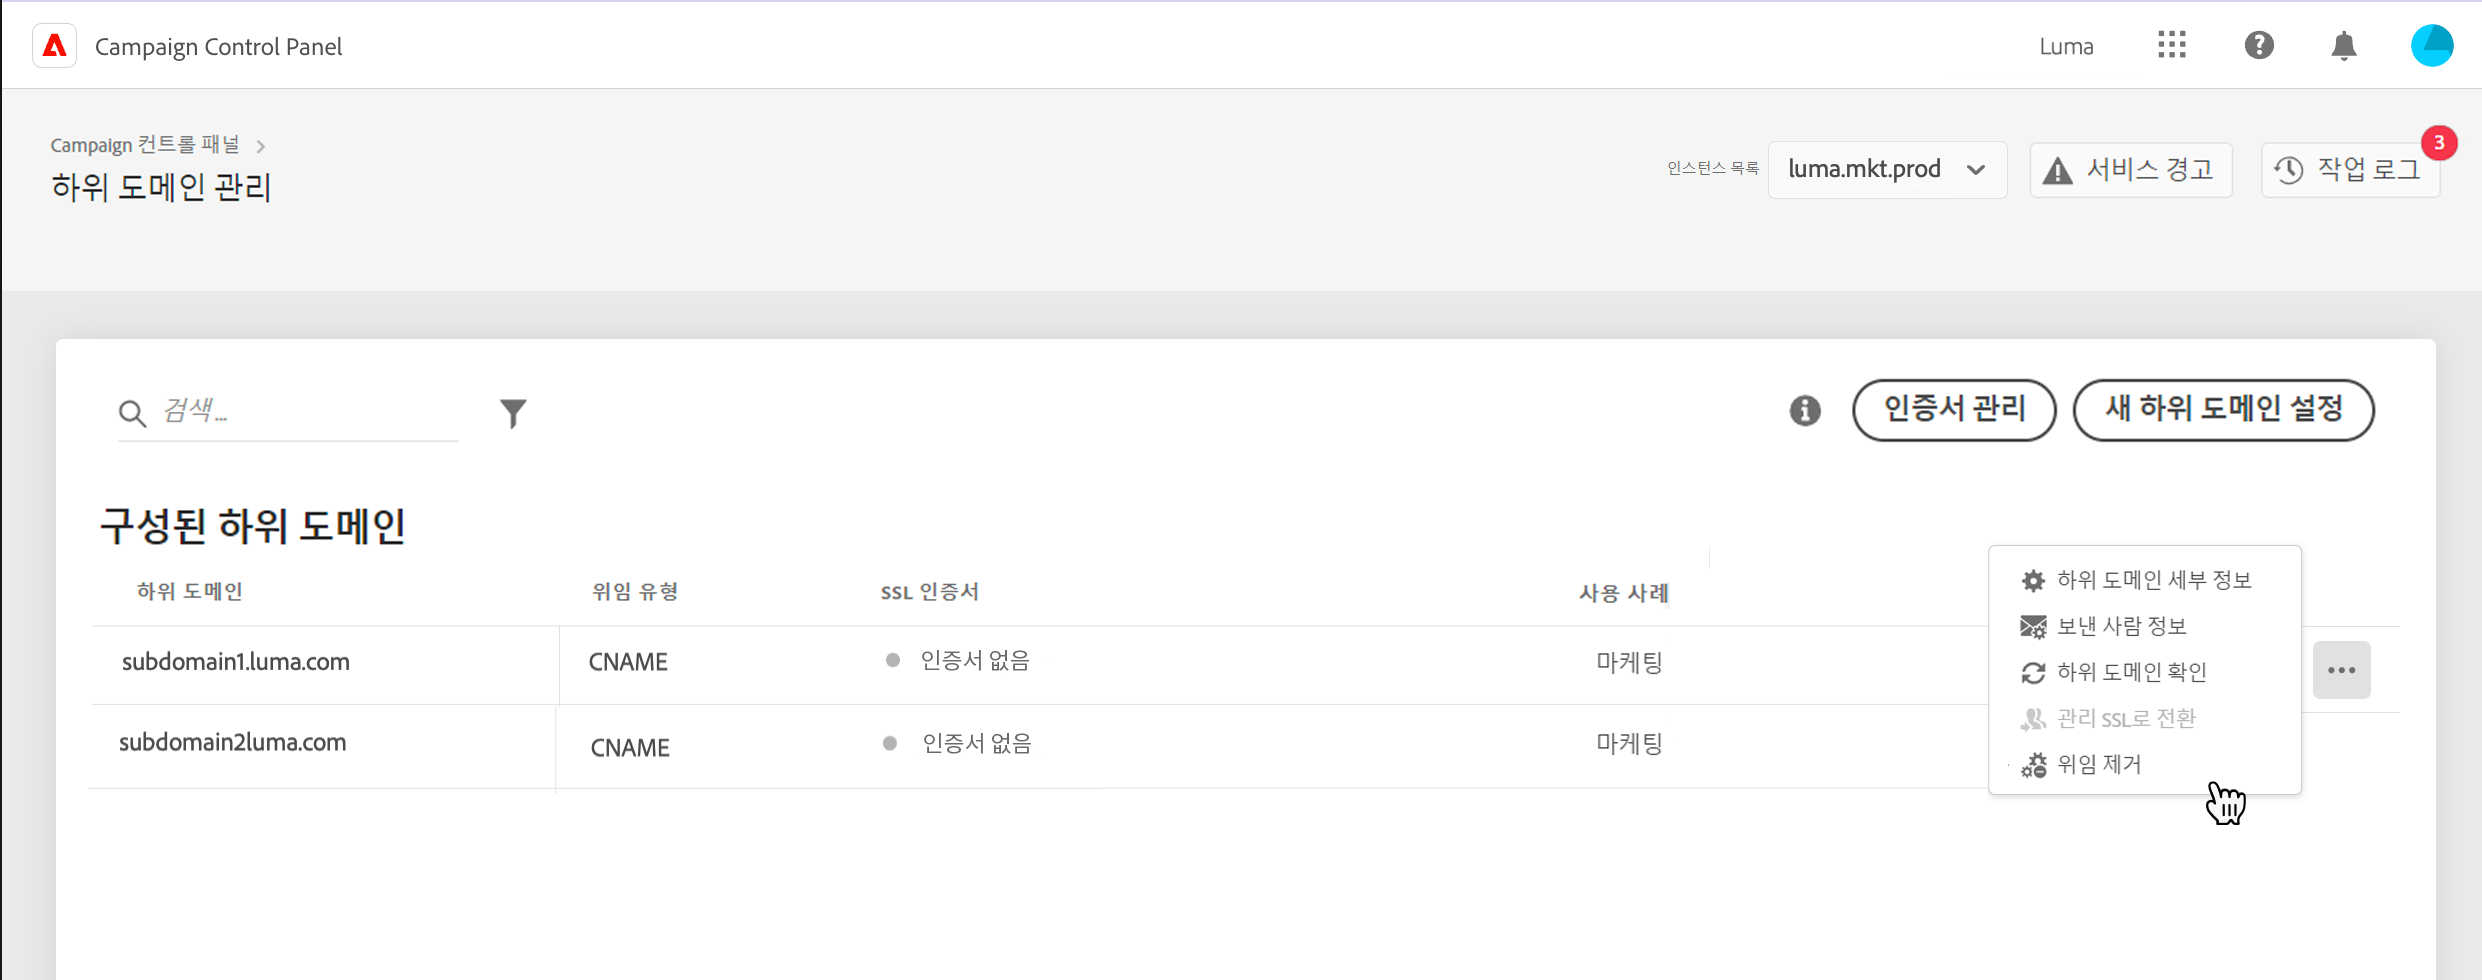 Campaign Control Panel
Luma
Campaign 컨트롤 패널
하위 도메인 관리
인스턴스 목록
luma.mkt.prod
서비스 경고
작업 로그
3
검색...
인증서 관리
새 하위 도메인 설정
구성된 하위 도메인
하위 도메인
위임 유형
SSL 인증서
사용 사례
subdomain1.luma.com
CNAME
인증서 없음
마케팅
subdomain2luma.com
CNAME
인증서 없음
마케팅
하위 도메인 세부 정보
보낸 사람 정보
하위 도메인 확인
관리 SSL로 전환
위임 제거